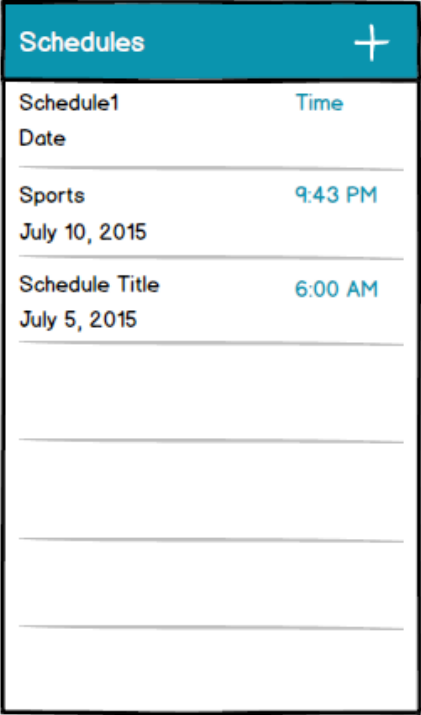 Schedules +
Schedule1 Time
Date
Sports 9:43 PM
July 10, 2015
Schedule Title 6:00 AM
July 5, 2015